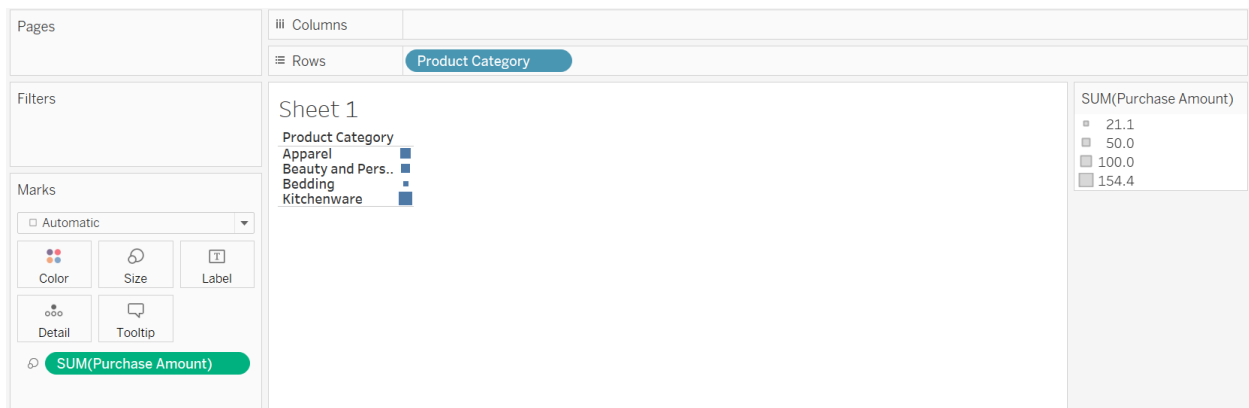 Pages
Columns
Rows
Product Category
Filters
Marks
Automatic
Color
Size
T
Label
Detail
Tooltip
SUM(Purchase Amount)
Sheet 1
Product Category
Apparel
Beauty and Pers..
Bedding
Kitchenware
SUM(Purchase Amount)
21.1
50.0
100.0
154.4